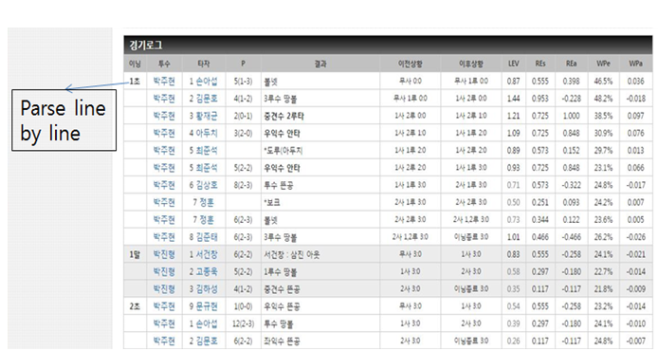 경기로그
이닝 투수 타자 P 결과 이전상황 이후상황 LEV REs REa WPe WPa
1초 박주현 1 손아섭 5(1-3) 볼넷 무사 0:0 무사 1루 0:0 0.87 0.555 0.398 46.5% 0.036
박주현 2 김문호 4(1-2) 3루수 땅볼 무사 1루 0:0 1사 2루 0:0 1.44 0.953 -0.228 48.2% -0.018
박주현 3 황재균 2(0-1) 중견수 2루타 1사 2루 0:0 1사 2루 1:0 1.21 0.725 1.000 38.5% 0.097
박주현 4 아두치 3(2-0) 우익수 안타 1사 2루 1:0 1사 1루 2:0 1.09 0.725 0.848 30.9% 0.076
박주현 5 최준석 *도루(아두치 1사 1루 2:0 1사 2루 2:0 0.89 0.573 0.152 29.7% 0.013
박주현 5 최준석 5(2-2) 우익수 안타 1사 2루 2:0 1사 1루 3:0 0.93 0.725 0.848 23.1% 0.066
Parse line
by line
박주현 6 김상호 8(2-3) 투수 뜬공 1사 1루 3:0 2사 1루 3:0 0.71 0.573 -0.322 24.8% -0.017
박주현 7 정훈 *보크 2사 1루 3:0 2사 2루 3:0 0.50 0.251 0.093 24.2% 0.007
박주현 7 정훈 6(2-3) 볼넷 2사 2루 3:0 2사 1,2루 3:0 0.73 0.344 0.122 23.6% 0.005
박주현 8 김준태 6(2-3) 3루수 땅볼 2사 1,2루 3:0 이닝종료 3:0 1.01 0.466 -0.466 26.2% -0.026
1말 박진형 1 서건창 6(2-2) 서건창 : 삼진 아웃 무사 3:0 1사 3:0 0.83 0.555 -0.258 24.1% -0.021
박진형 2 고종욱 5(2-2) 1루수 땅볼 1사 3:0 2사 3:0 0.58 0.297 -0.180 22.7% -0.014
박진형 3 김하성 4(1-2) 중견수 뜬공 2사 3:0 이닝종료 3:0 0.35 0.117 -0.117 21.8% -0.009
2초 박주현 9 문규현 1(0-0) 우익수 뜬공 무사 3:0 1사 3:0 0.54 0.555 -0.258 23.2% -0.014
박주현 1 손아섭 12(2-3) 투수 땅볼 1사 3:0 2사 3:0 0.39 0.297 -0.180 24.1% -0.010
박주현 2 김문호 6(2-2) 좌익수 뜬공 2사 3:0 이닝종료 3:0 0.26 0.117 -0.117 24.8% -0.007